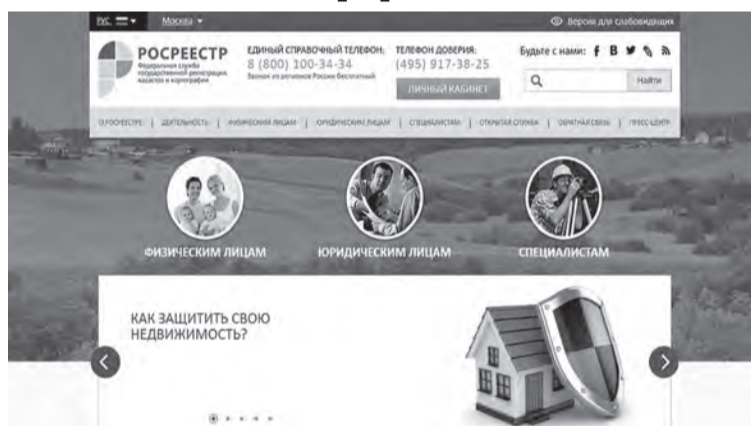 РУС Москва Версия для слабовидящих
РОСРЕЕСТР
Федеральная служба
государственной регистрации,
кадастра и картографии
ЕДИНЫЙ СПРАВОЧНЫЙ ТЕЛЕФОН:
8 (800) 100-34-34
Звонок из регионов России бесплатный
ТЕЛЕФОН ДОВЕРИЯ:
(495) 917-38-25
ЛИЧНЫЙ КАБИНЕТ
Будьте с нами:
Найти
О РОСРЕЕСТРЕ | ДЕЯТЕЛЬНОСТЬ | ФИЗИЧЕСКИМ ЛИЦАМ | ЮРИДИЧЕСКИМ ЛИЦАМ | СПЕЦИАЛИСТАМ | ОТКРЫТАЯ СЛУЖБА | ОБРАТНАЯ СВЯЗЬ | ПРЕСС-ЦЕНТР
ФИЗИЧЕСКИМ ЛИЦАМ ЮРИДИЧЕСКИМ ЛИЦАМ СПЕЦИАЛИСТАМ
КАК ЗАЩИТИТЬ СВОЮ
НЕДВИЖИМОСТЬ?